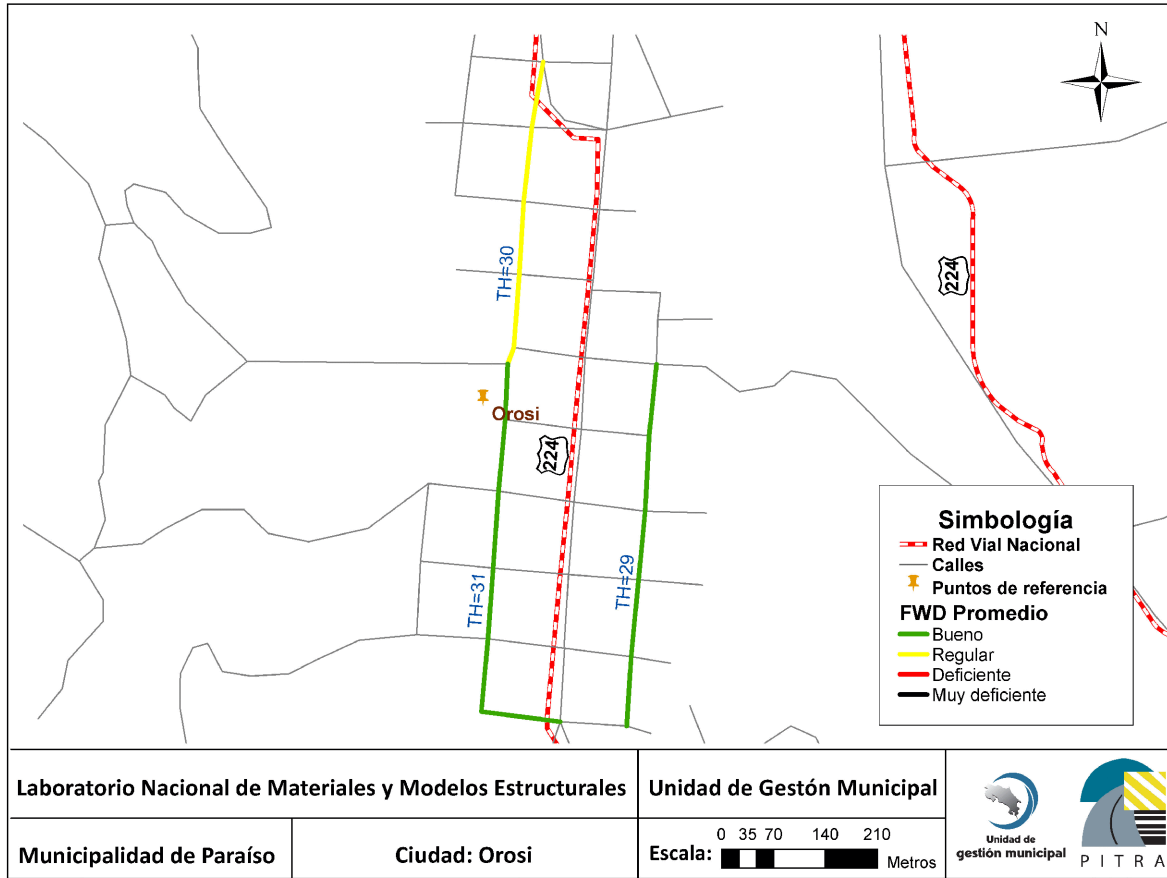 N
TH=30
224
Orosi
224
TH=31
TH=29
Simbología
Red Vial Nacional
Calles
Puntos de referencia
FWD Promedio
Bueno
Regular
Deficiente
Muy deficiente
Laboratorio Nacional de Materiales y Modelos Estructurales
Unidad de Gestión Municipal
Municipalidad de Paraíso
Ciudad: Orosi
Escala:
0 35 70 140 210
Metros
Unidad de
gestión municipal
PITRA